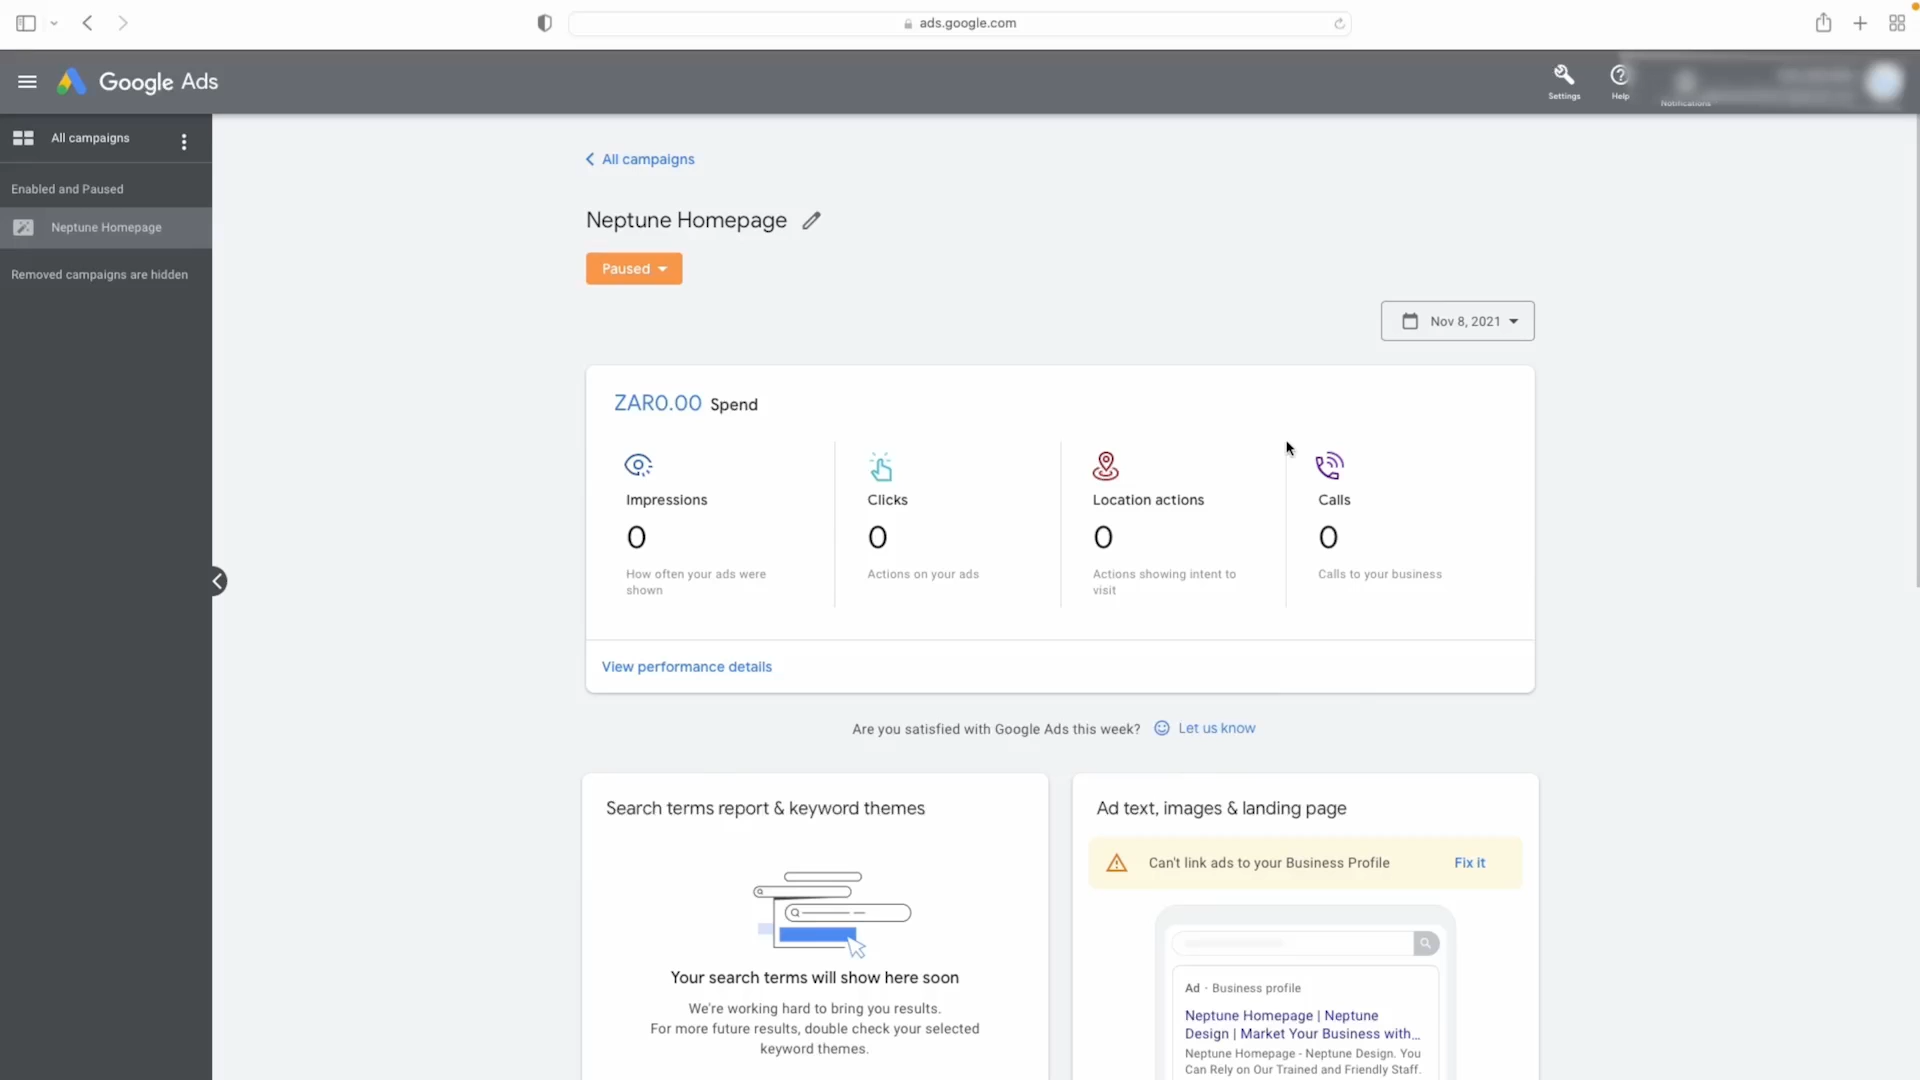 ads.google.com
Google Ads
Settings
Help
Notifications
All campaigns
Enabled and Paused
Neptune Homepage
Removed campaigns are hidden
All campaigns
Neptune Homepage
Paused
Nov 8, 2021
ZAR0.00 Spend
Impressions
0
How often your ads were
shown
Clicks
0
Actions on your ads
Location actions
0
Actions showing intent to
visit
Calls
0
Calls to your business
View performance details
Are you satisfied with Google Ads this week? Let us know
Search terms report & keyword themes
Your search terms will show here soon
We're working hard to bring you results.
For more future results, double check your selected
keyword themes.
Ad text, images & landing page
Can't link ads to your Business Profile Fix it
Ad · Business profile
Neptune Homepage | Neptune
Design | Market Your Business with...
Neptune Homepage - Neptune Design. You
Can Rely on Our Trained and Friendly Staff.